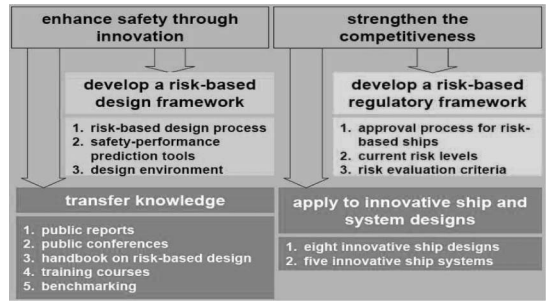 enhance safety through
innovation
strengthen the
competitiveness
develop a risk-based
design framework
1. risk-based design process
2. safety-performance
prediction tools
3. design environment
develop a risk-based
regulatory framework
1. approval process for risk-
based ships
2. current risk levels
3. risk evaluation criteria
transfer knowledge
1. public reports
2. public conferences
3. handbook on risk-based design
4. training courses
5. benchmarking
apply to innovative ship and
system designs
1. eight innovative ship designs
2. five innovative ship systems